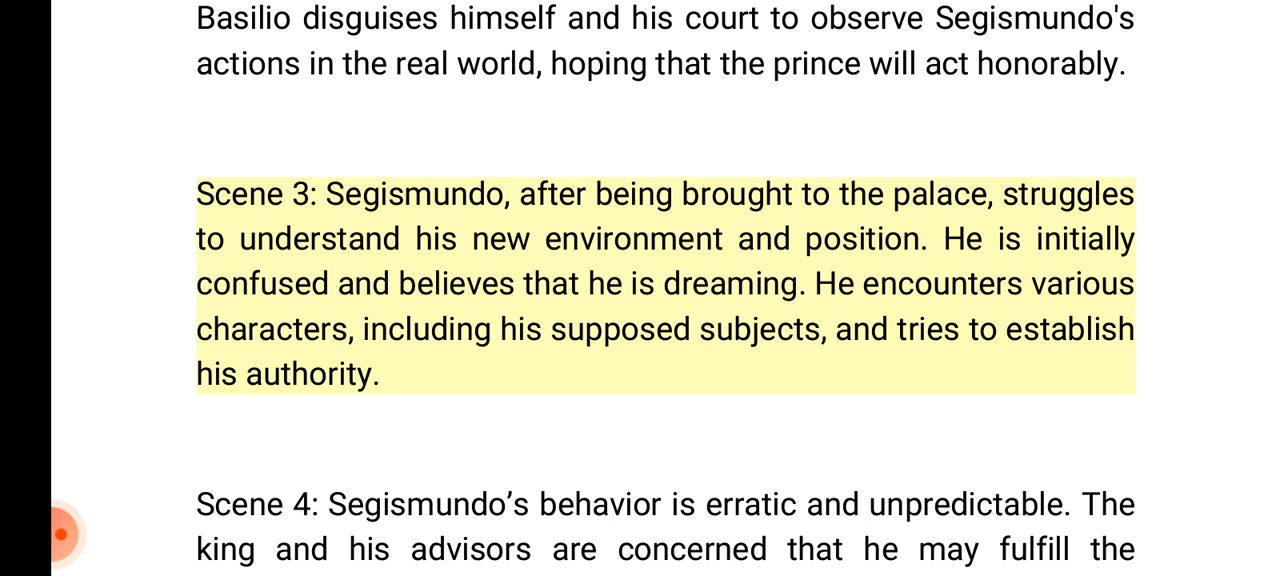 Basilio disguises himself and his court to observe Segismundo's
actions in the real world, hoping that the prince will act honorably.
Scene 3: Segismundo, after being brought to the palace, struggles
to understand his new environment and position. He is initially
confused and believes that he is dreaming. He encounters various
characters, including his supposed subjects, and tries to establish
his authority.
Scene 4: Segismundo’s behavior is erratic and unpredictable. The
king and his advisors are concerned that he may fulfill the